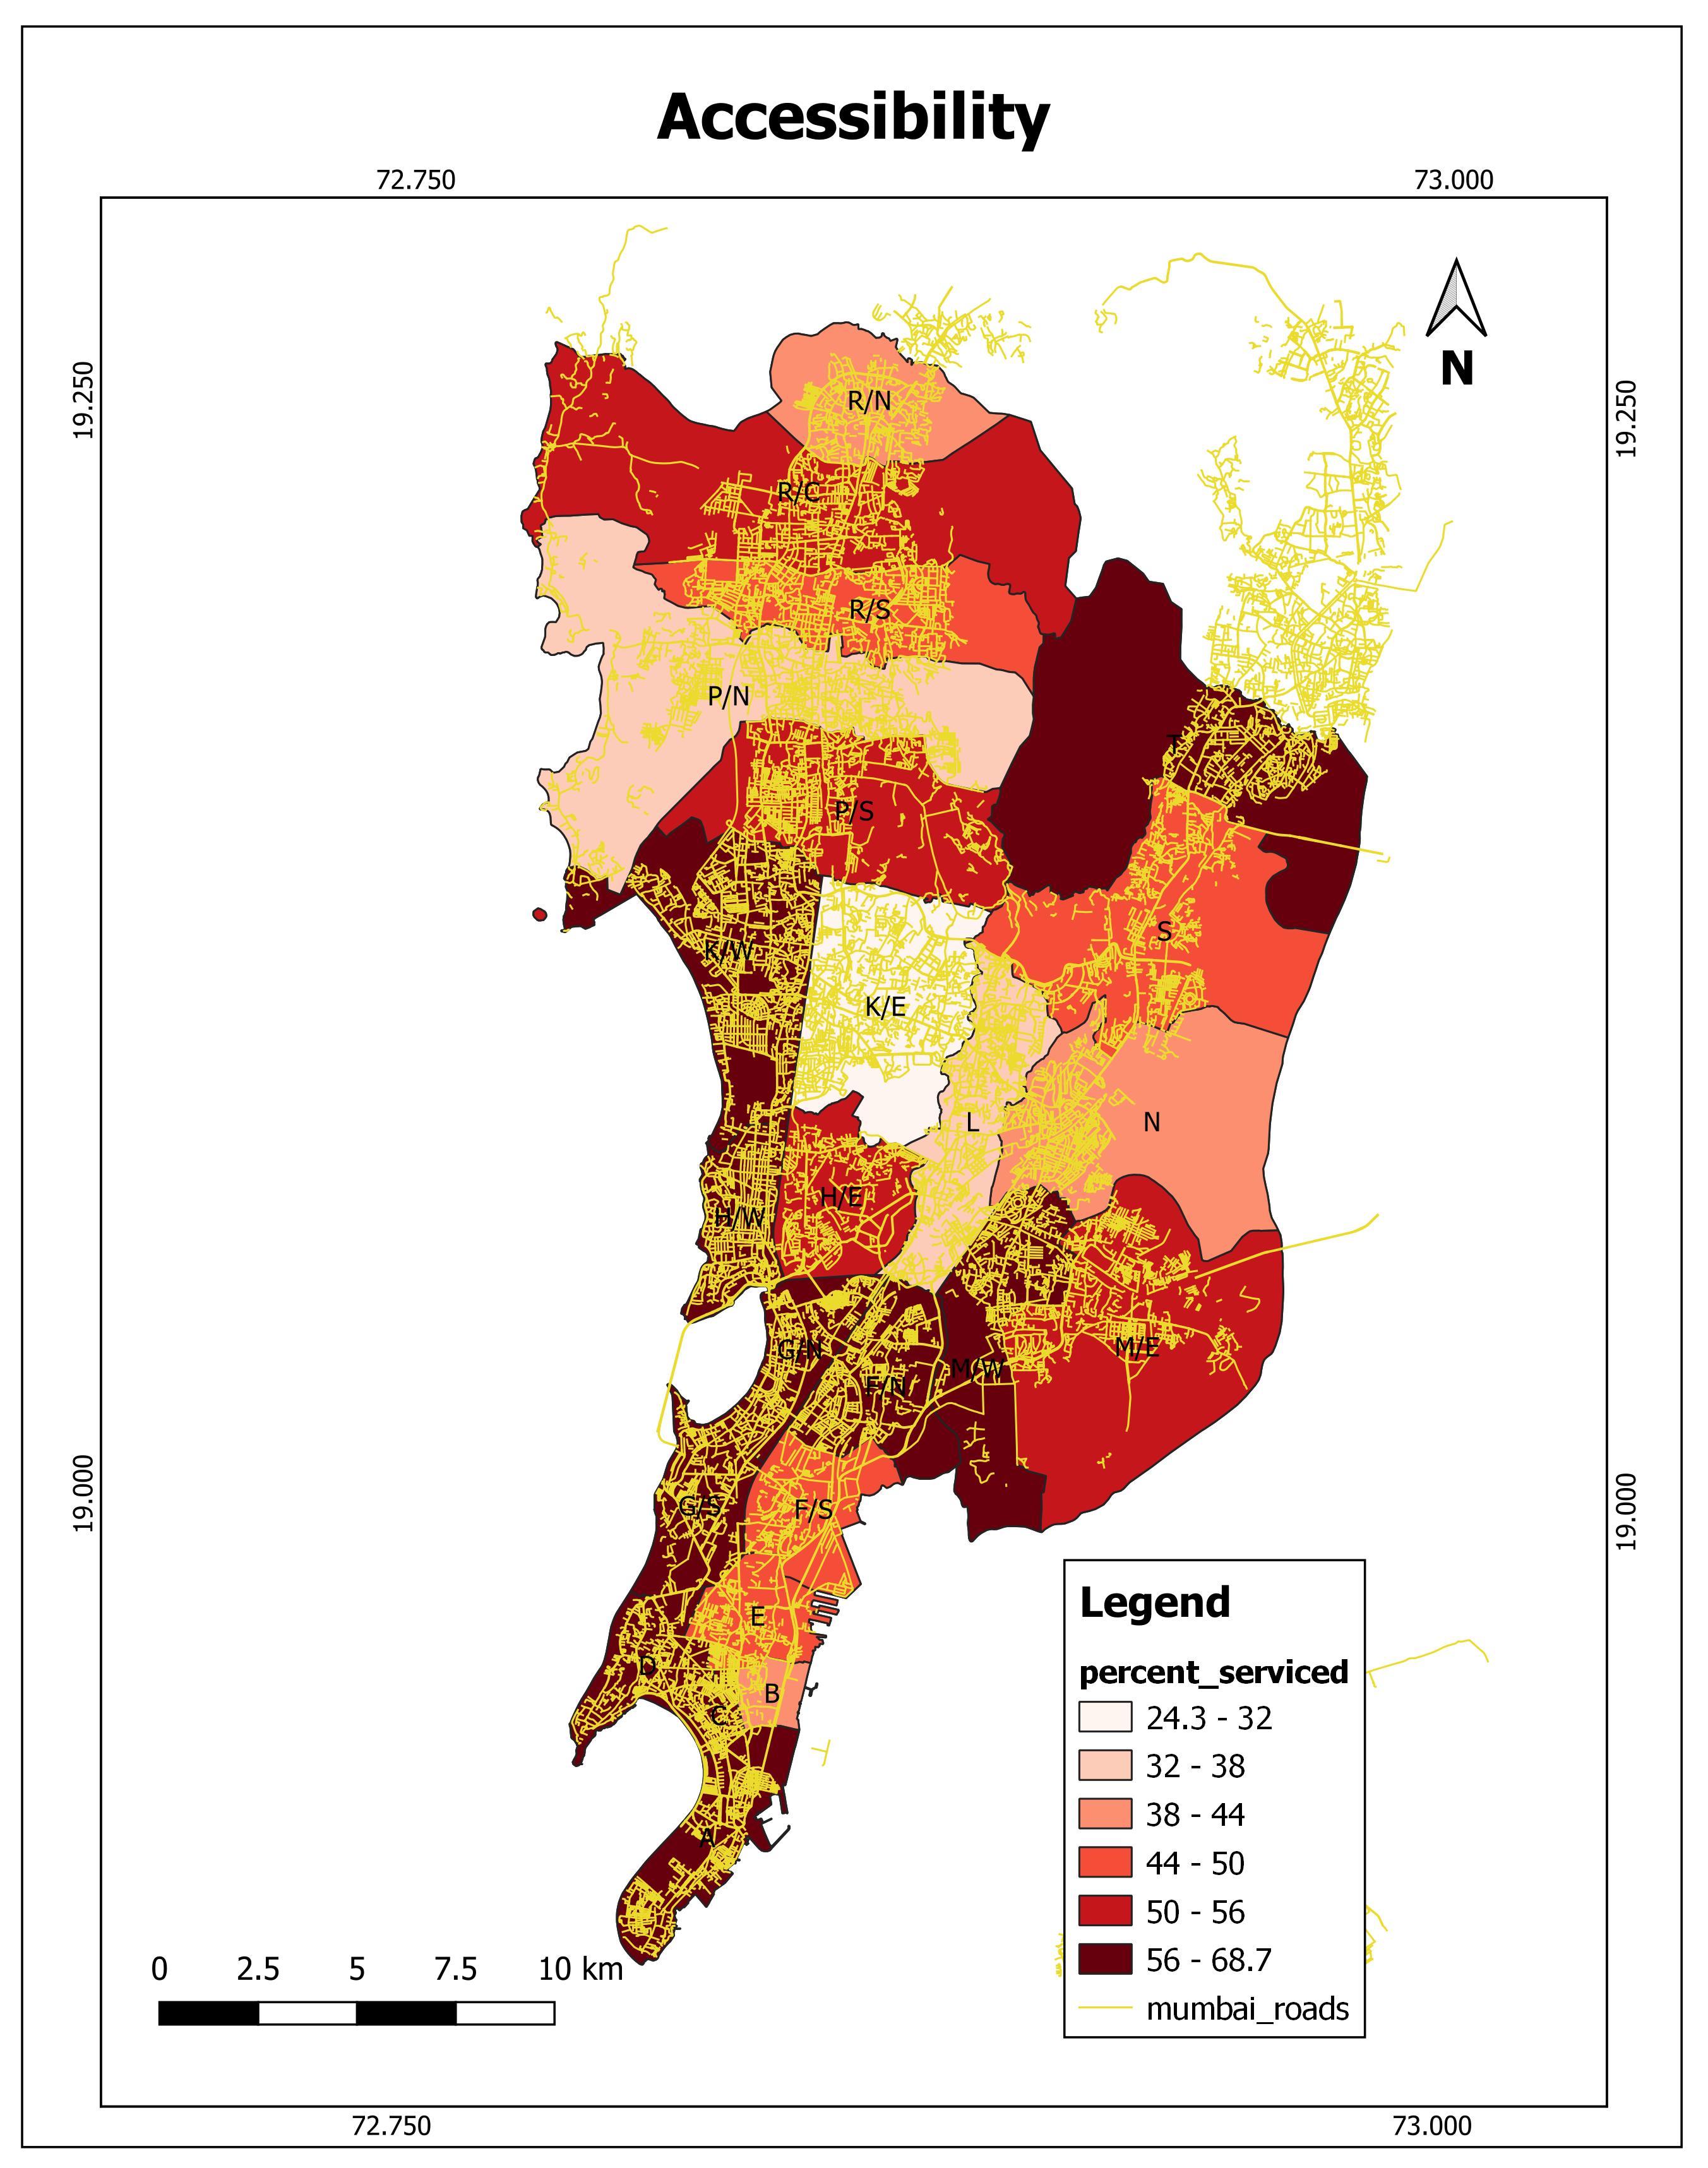 Accessibility
72.750 73.000
19.250 19.250
N
R/N
R/C
R/S
P/N
T
P/S
S
K/W
K/E
L N
H/E
H/W
G/N M/E
M/W
F/N
19.000 19.000
G/S F/S
E
D
B
C
A
Legend
percent_serviced
24.3 - 32
32 - 38
38 - 44
44 - 50
50 - 56
56 - 68.7
mumbai_roads
0 2.5 5 7.5 10 km
72.750 73.000